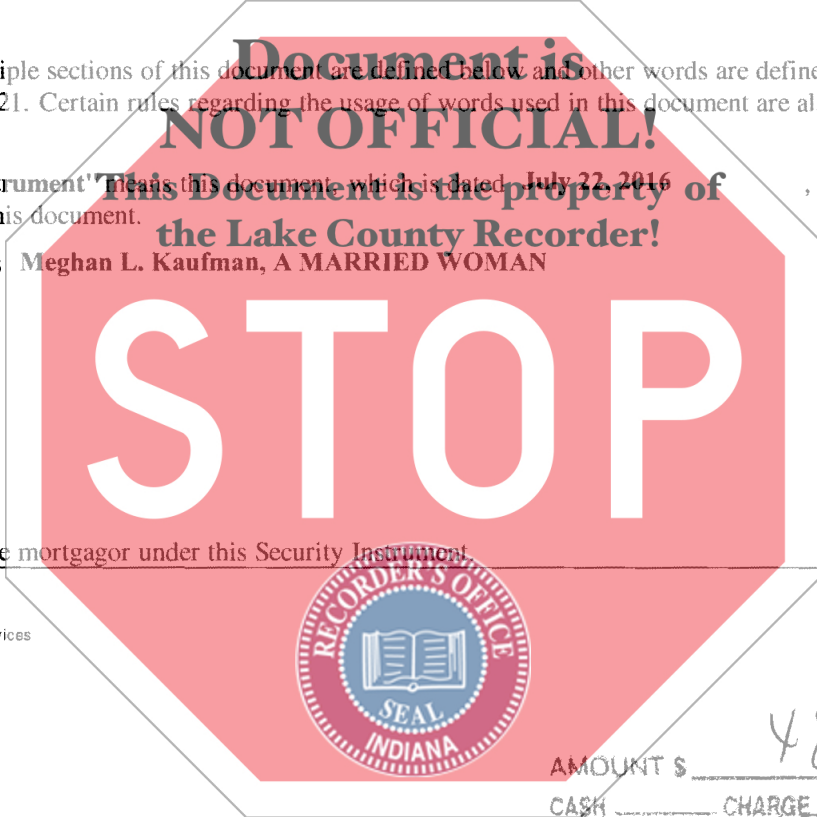 Document is
iple sections of this document are defined below and other words are define
21. Certain rules regarding the usage of words used in this document are al
NOT OFFICIAL!
rument" means this document, which is dated July 22, 2016 ,
This Document is the property of
is document.
the Lake County Recorder!
Meghan L. Kaufman, A MARRIED WOMAN
STOP
e mortgagor under this Security Instrument.
RECORDER'S OFFICE
SEAL
INDIANA
vices
AMOUNT $ 48
CASH CHARGE